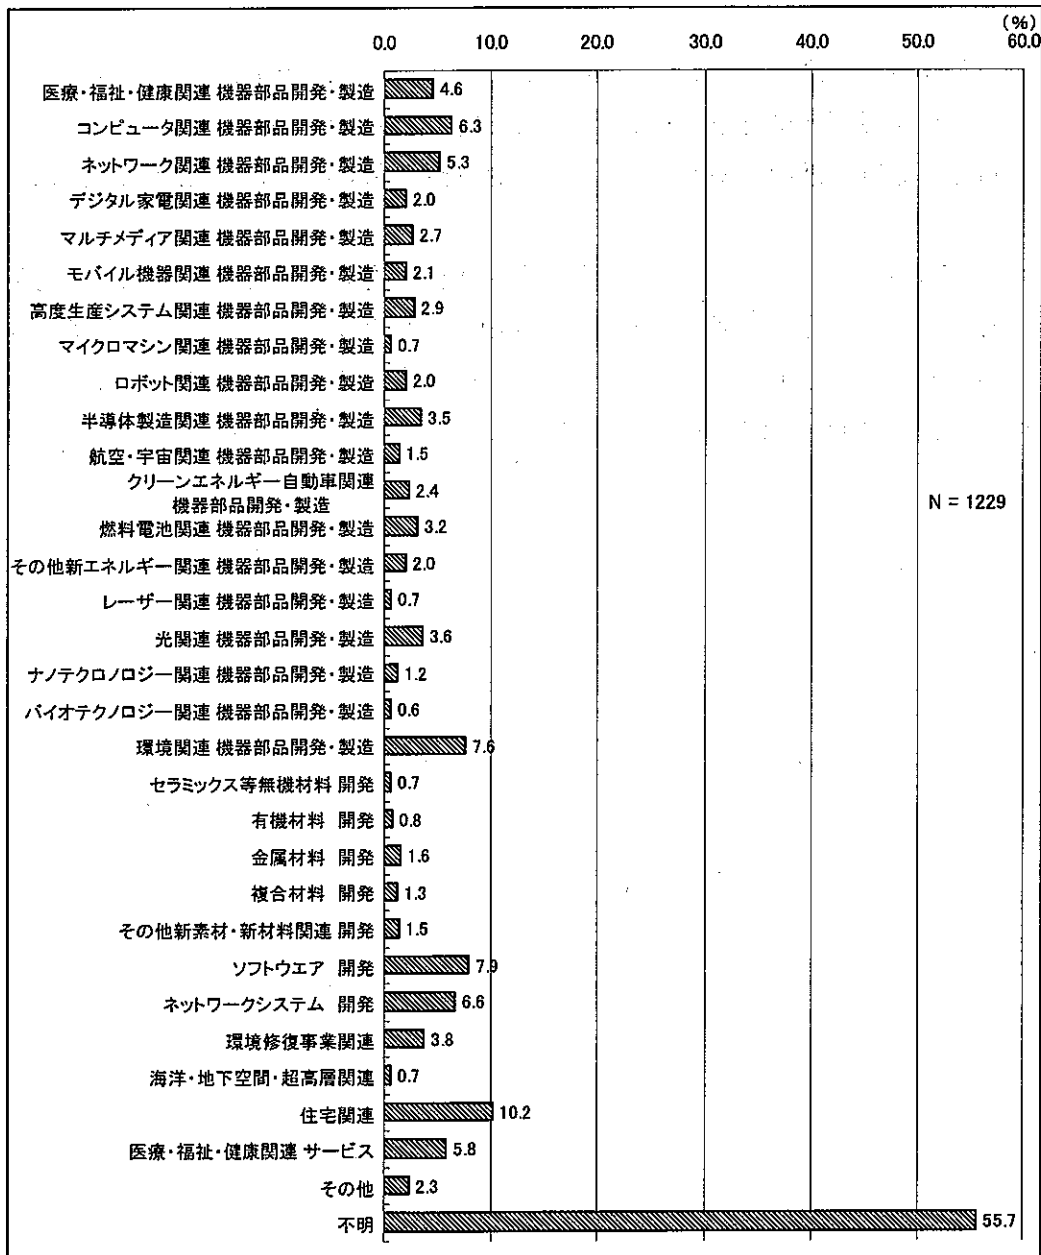 (%)
0.0 10.0 20.0 30.0 40.0 50.0 60.0
医療・福祉・健康関連 機器部品開発・製造 4.6
コンピュータ関連 機器部品開発・製造 6.3
ネットワーク関連 機器部品開発・製造 5.3
デジタル家電関連 機器部品開発・製造 2.0
マルチメディア関連 機器部品開発・製造 2.7
モバイル機器関連 機器部品開発・製造 2.1
高度生産システム関連 機器部品開発・製造 2.9
マイクロマシン関連 機器部品開発・製造 0.7
ロボット関連 機器部品開発・製造 2.0
半導体製造関連 機器部品開発・製造 3.5
航空・宇宙関連 機器部品開発・製造 1.5
クリーンエネルギー自動車関連
機器部品開発・製造 2.4
N = 1229
燃料電池関連 機器部品開発・製造 3.2
その他新エネルギー関連 機器部品開発・製造 2.0
レーザー関連 機器部品開発・製造 0.7
光関連 機器部品開発・製造 3.6
ナノテクロノロジー関連 機器部品開発・製造 1.2
バイオテクノロジー関連 機器部品開発・製造 0.6
環境関連 機器部品開発・製造 7.6
セラミックス等無機材料 開発 0.7
有機材料 開発 0.8
金属材料 開発 1.6
複合材料 開発 1.3
その他新素材・新材料関連 開発 1.5
ソフトウエア 開発 7.9
ネットワークシステム 開発 6.6
環境修復事業関連 3.8
海洋・地下空間・超高層関連 0.7
住宅関連 10.2
医療・福祉・健康関連 サービス 5.8
その他 2.3
不明 55.7